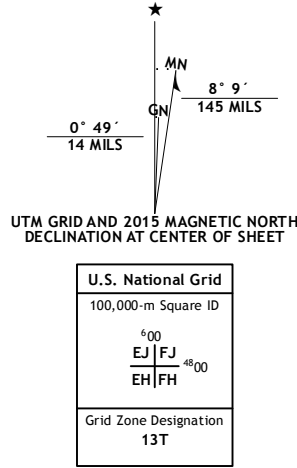 ★
MN
GN
8° 9´
145 MILS
0° 49´
14 MILS
UTM GRID AND 2015 MAGNETIC NORTH
DECLINATION AT CENTER OF SHEET
U.S. National Grid
100,000-m Square ID
⁶00
EJ FJ
⁴⁸00
EH FH
Grid Zone Designation
13T